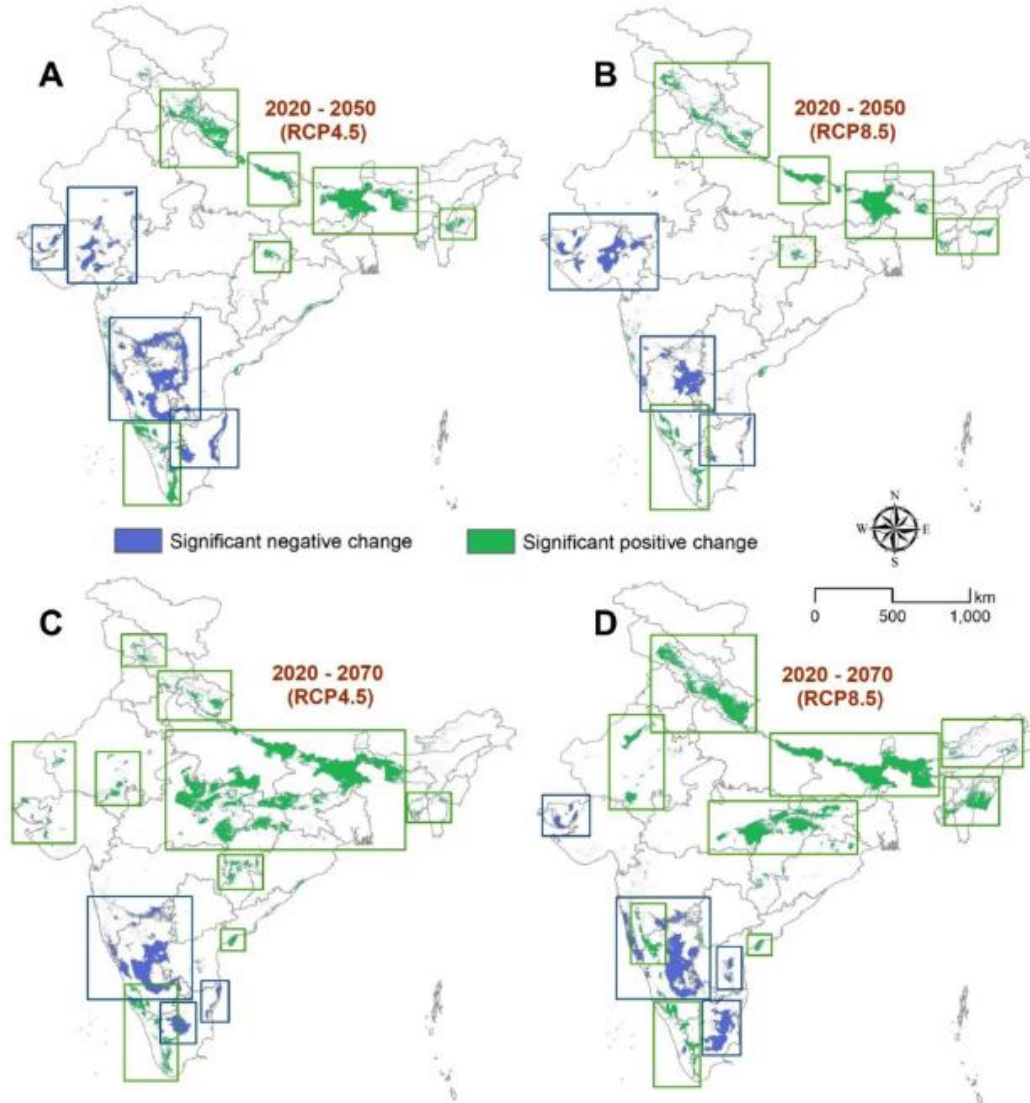 A
2020 - 2050
(RCP4.5)
B
2020 - 2050
(RCP8.5)
Significant negative change
Significant positive change
N
W
E
S
km
0
500
1,000
C
2020 - 2070
(RCP4.5)
D
2020 - 2070
(RCP8.5)